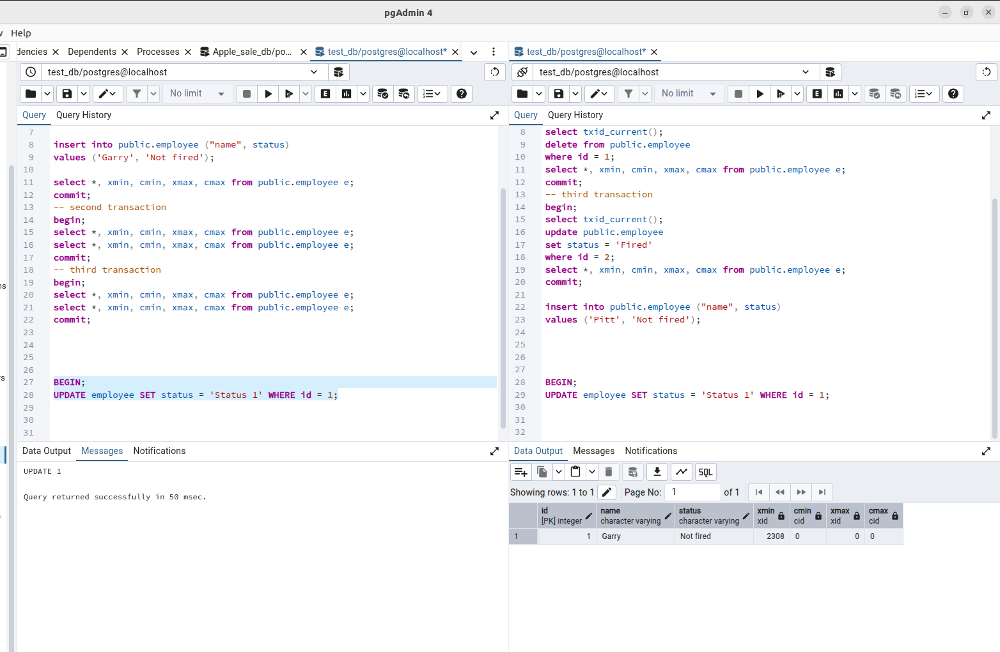 pgAdmin 4
Help
dencies
Dependents
Processes
Apple_sale_db/po...
test_db/postgres@localhost*
test_db/postgres@localhost
No limit
E
Query
Query History
7
8 insert into public.employee ("name", status)
9 values ('Garry', 'Not fired');
10
11 select *, xmin, cmin, xmax, cmax from public.employee e;
12 commit;
13 -- second transaction
14 begin;
15 select *, xmin, cmin, xmax, cmax from public.employee e;
16 select *, xmin, cmin, xmax, cmax from public.employee e;
17 commit;
18 -- third transaction
19 begin;
20 select *, xmin, cmin, xmax, cmax from public.employee e;
21 select *, xmin, cmin, xmax, cmax from public.employee e;
22 commit;
23
24
25
26
27 BEGIN;
28 UPDATE employee SET status = 'Status 1' WHERE id = 1;
29
30
31
Data Output
Messages
Notifications
UPDATE 1
Query returned successfully in 50 msec.
test_db/postgres@localhost*
test_db/postgres@localhost
No limit
E
Query
Query History
8 select txid_current();
9 delete from public.employee
10 where id = 1;
11 select *, xmin, cmin, xmax, cmax from public.employee e;
12 commit;
13 -- third transaction
14 begin;
15 select txid_current();
16 update public.employee
17 set status = 'Fired'
18 where id = 2;
19 select *, xmin, cmin, xmax, cmax from public.employee e;
20 commit;
21
22 insert into public.employee ("name", status)
23 values ('Pitt', 'Not fired');
24
25
26
27
28 BEGIN;
29 UPDATE employee SET status = 'Status 1' WHERE id = 1;
30
31
32
Data Output
Messages
Notifications
SQL
Showing rows: 1 to 1
Page No: 1 of 1
id name status xmin cmin xmax cmax
[PK] integer character varying character varying xid cid xid cid
1 1 Garry Not fired 2308 0 0 0